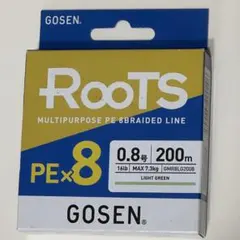 GOSEN
ROOTS
MULTIPURPOSE PE 8BRAIDED LINE
PE×8
0.8号 200m
16lb MAX 7.3kg GMR8LG2008
LIGHT GREEN
GOSEN